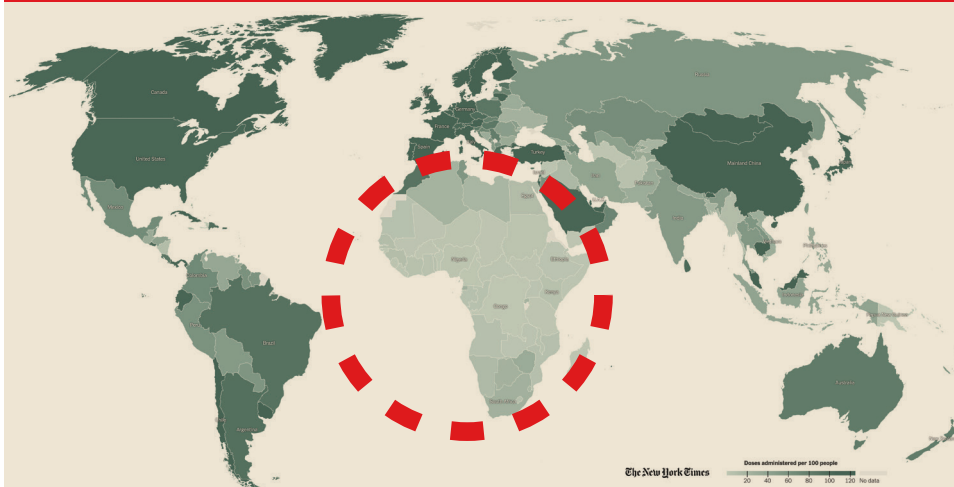 Canada
United States
Mexico
Brazil
Argentina
Germany
France
Spain
Turkey
Russia
Mainland China
Iran
India
Egypt
Nigeria
Ethiopia
Kenya
Congo
South Africa
The New York Times
Doses administered per 100 people
20 40 60 80 100 120 No data